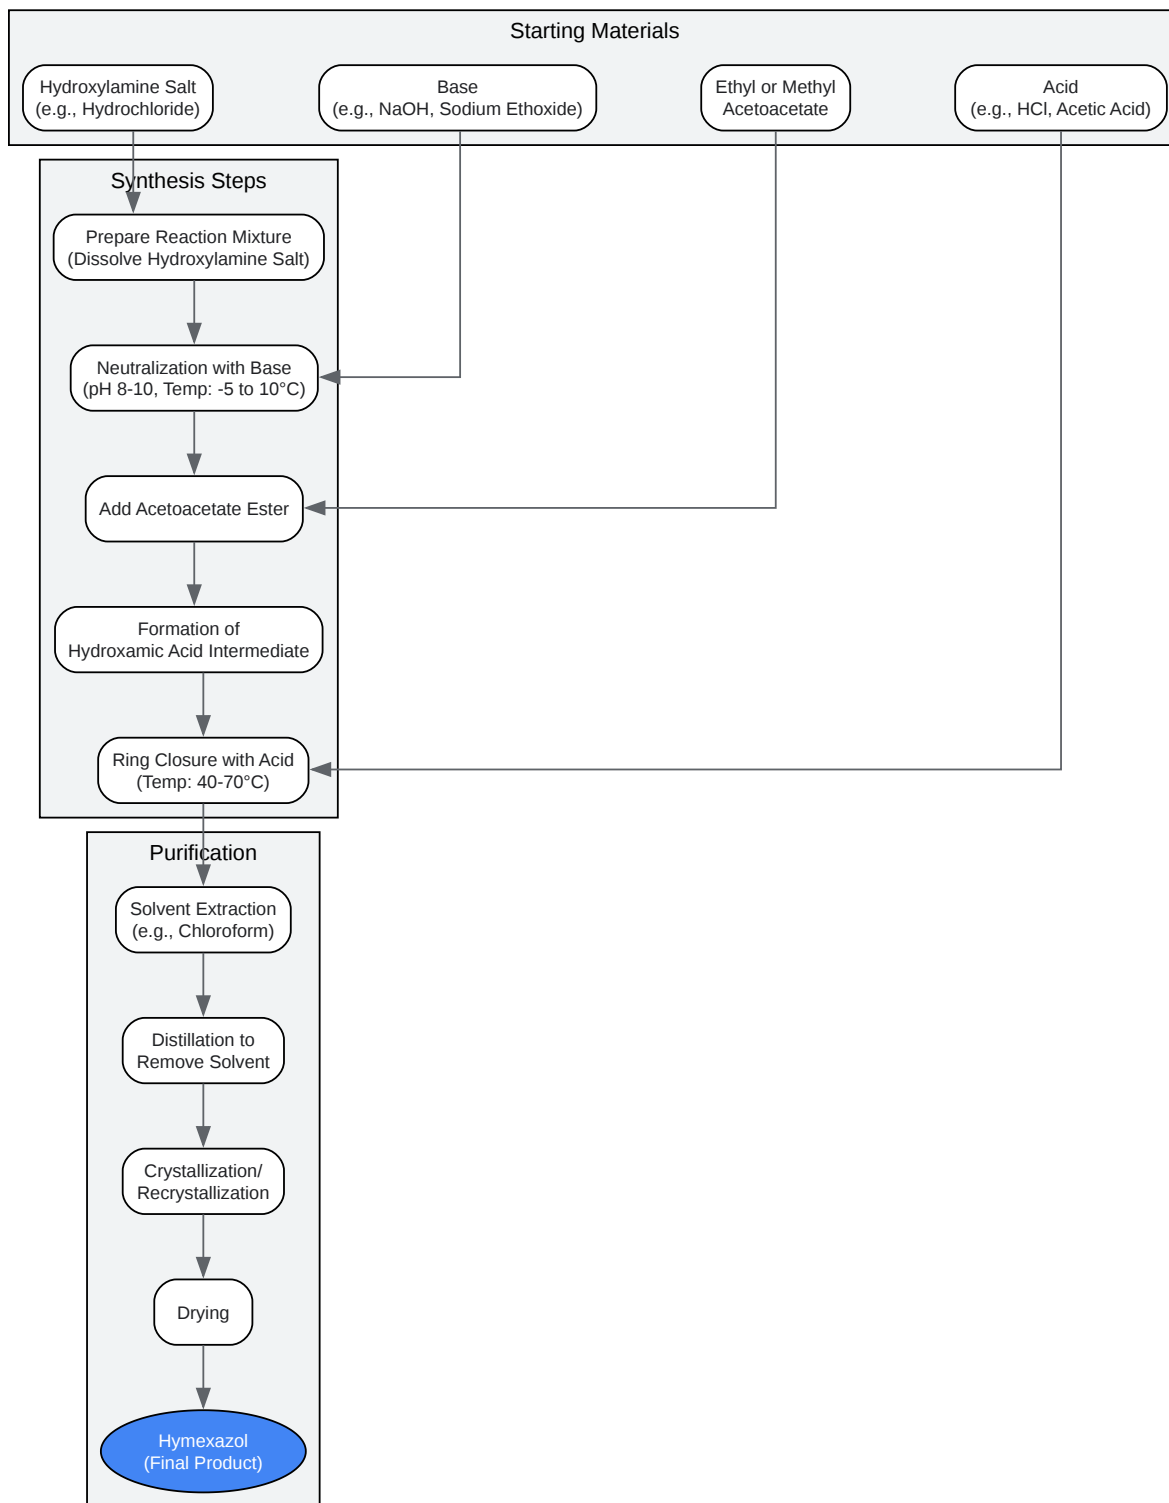 Starting Materials
Hydroxylamine Salt
(e.g., Hydrochloride)
Base
(e.g., NaOH, Sodium Ethoxide)
Ethyl or Methyl
Acetoacetate
Acid
(e.g., HCl, Acetic Acid)
Synthesis Steps
Prepare Reaction Mixture
(Dissolve Hydroxylamine Salt)
Neutralization with Base
(pH 8-10, Temp: -5 to 10°C)
Add Acetoacetate Ester
Formation of
Hydroxamic Acid Intermediate
Ring Closure with Acid
(Temp: 40-70°C)
Purification
Solvent Extraction
(e.g., Chloroform)
Distillation to
Remove Solvent
Crystallization/
Recrystallization
Drying
Hymexazol
(Final Product)